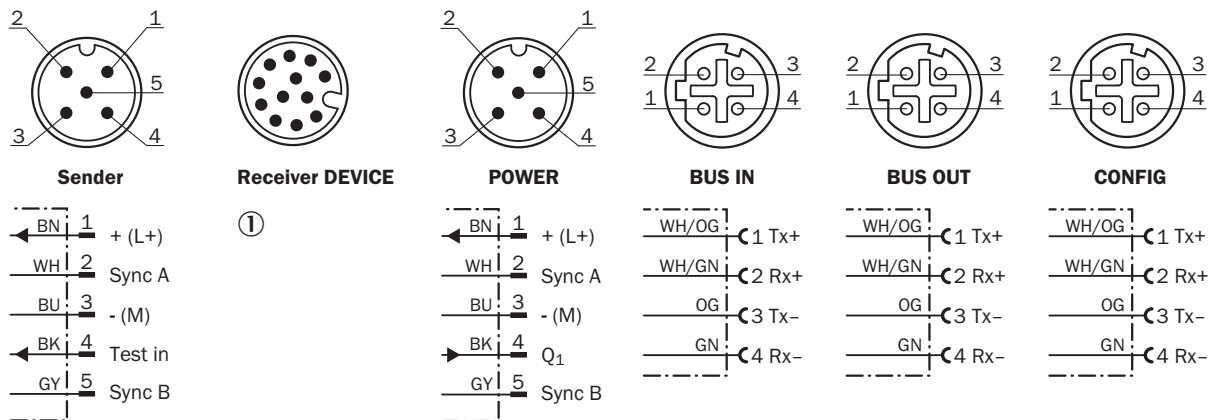 2 1
5
3 4
Sender
BN 1 + (L+)
WH 2 Sync A
BU 3 - (M)
BK 4 Test in
GY 5 Sync B
Receiver DEVICE
①
2 1
5
3 4
POWER
BN 1 + (L+)
WH 2 Sync A
BU 3 - (M)
BK 4 Q1
GY 5 Sync B
2 3
1 4
BUS IN
WH/OG 1 Tx+
WH/GN 2 Rx+
OG 3 Tx–
GN 4 Rx–
2 3
1 4
BUS OUT
WH/OG 1 Tx+
WH/GN 2 Rx+
OG 3 Tx–
GN 4 Rx–
2 3
1 4
CONFIG
WH/OG 1 Tx+
WH/GN 2 Rx+
OG 3 Tx–
GN 4 Rx–